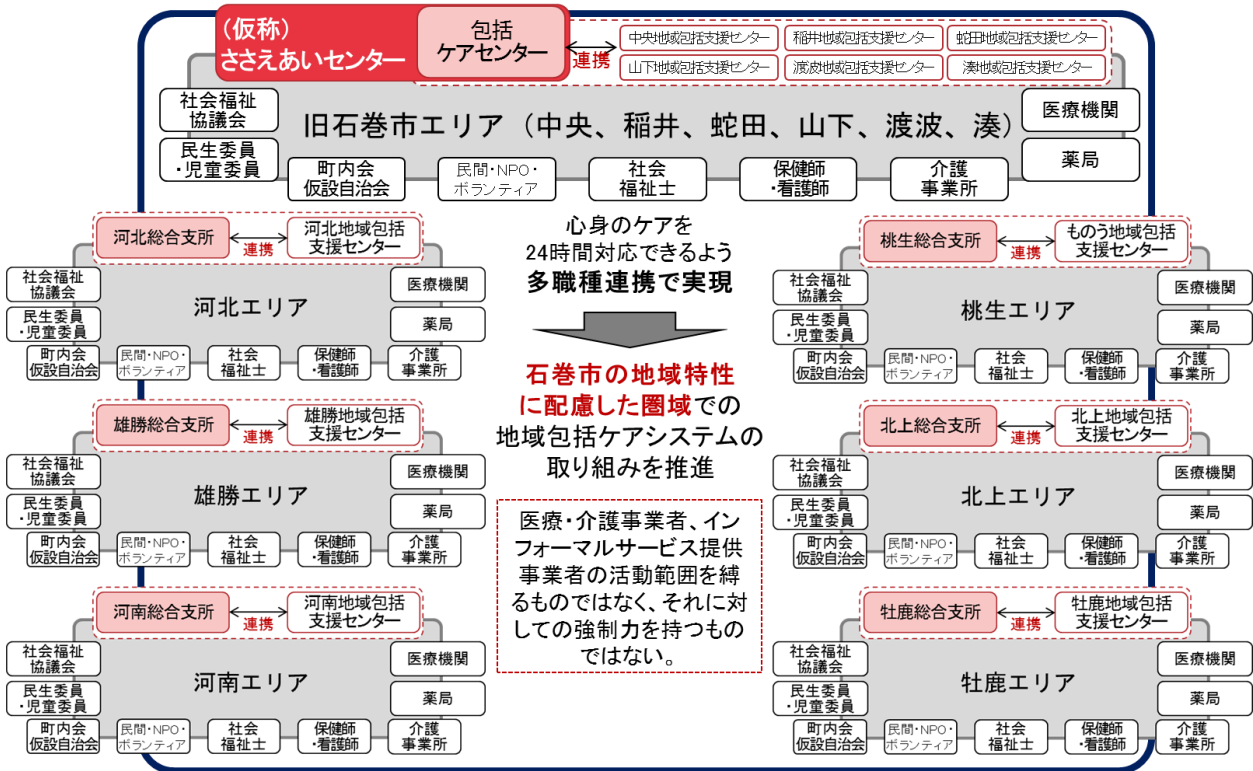 (仮称)
ささえあいセンター
包括
ケアセンター
連携
中央地域包括支援センター
稲井地域包括支援センター
蛇田地域包括支援センター
山下地域包括支援センター
渡波地域包括支援センター
湊地域包括支援センター
社会福祉
協議会
民生委員
・児童委員
旧石巻市エリア（中央、稲井、蛇田、山下、渡波、湊）
医療機関
薬局
町内会
仮設自治会
民間・NPO・
ボランティア
社会
福祉士
保健師
・看護師
介護
事業所
河北総合支所
連携
河北地域包括
支援センター
社会福祉
協議会
民生委員
・児童委員
河北エリア
医療機関
薬局
町内会
仮設自治会
民間・NPO・
ボランティア
社会
福祉士
保健師
・看護師
介護
事業所
雄勝総合支所
連携
雄勝地域包括
支援センター
社会福祉
協議会
民生委員
・児童委員
雄勝エリア
医療機関
薬局
町内会
仮設自治会
民間・NPO・
ボランティア
社会
福祉士
保健師
・看護師
介護
事業所
河南総合支所
連携
河南地域包括
支援センター
社会福祉
協議会
民生委員
・児童委員
河南エリア
医療機関
薬局
町内会
仮設自治会
民間・NPO・
ボランティア
社会
福祉士
保健師
・看護師
介護
事業所
心身のケアを
24時間対応できるよう
多職種連携で実現
石巻市の地域特性
に配慮した圏域での
地域包括ケアシステムの
取り組みを推進
医療・介護事業者、イン
フォーマルサービス提供
事業者の活動範囲を縛
るものではなく、それに対
しての強制力を持つもの
ではない。
桃生総合支所
連携
ものう地域包括
支援センター
社会福祉
協議会
民生委員
・児童委員
桃生エリア
医療機関
薬局
町内会
仮設自治会
民間・NPO・
ボランティア
社会
福祉士
保健師
・看護師
介護
事業所
北上総合支所
連携
北上地域包括
支援センター
社会福祉
協議会
民生委員
・児童委員
北上エリア
医療機関
薬局
町内会
仮設自治会
民間・NPO・
ボランティア
社会
福祉士
保健師
・看護師
介護
事業所
牡鹿総合支所
連携
牡鹿地域包括
支援センター
社会福祉
協議会
民生委員
・児童委員
牡鹿エリア
医療機関
薬局
町内会
仮設自治会
民間・NPO・
ボランティア
社会
福祉士
保健師
・看護師
介護
事業所